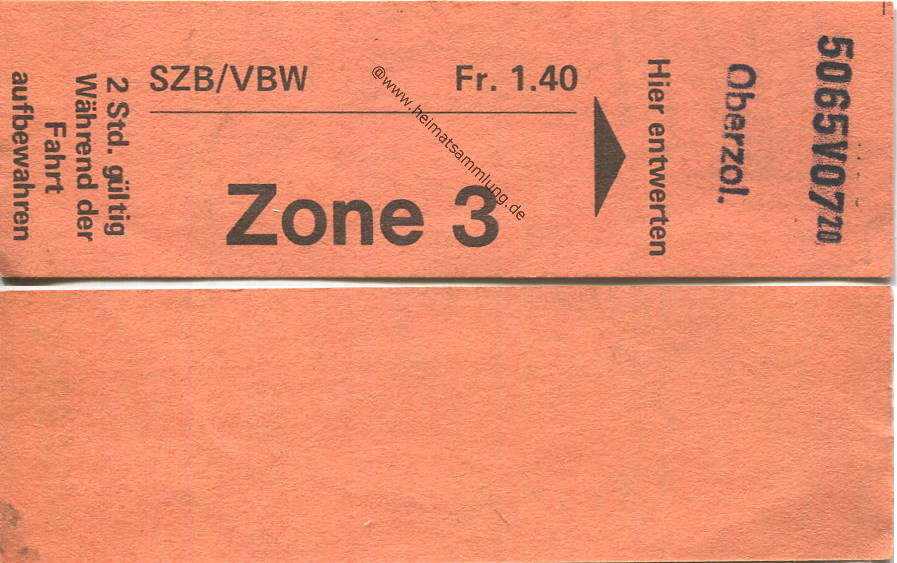 2 Std. gültig
Während der
Fahrt
aufbewahren
SZB/VBW Fr. 1.40
Zone 3
@www.heimatsammlung.de
Hier entwerten
Oberzol.
5065V0720